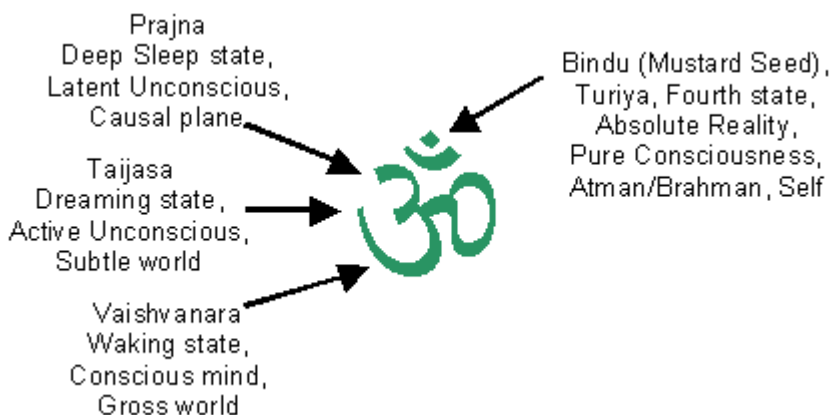 Prajna
Deep Sleep state,
Latent Unconscious,
Causal plane
Taijasa
Dreaming state,
Active Unconscious,
Subtle world
Vaishvanara
Waking state,
Conscious mind,
Gross world
Bindu (Mustard Seed),
Turiya, Fourth state,
Absolute Reality,
Pure Consciousness,
Atman/Brahman, Self
ॐ